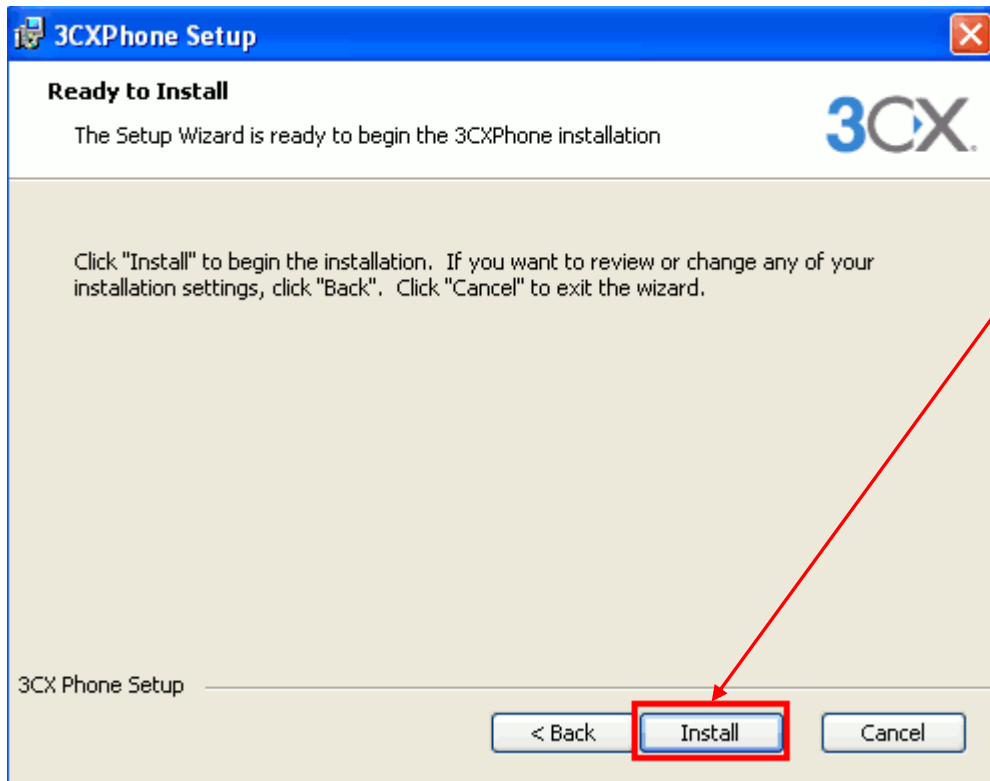 3CXPhone Setup
Ready to Install
The Setup Wizard is ready to begin the 3CXPhone installation
3CX.
Click "Install" to begin the installation.  If you want to review or change any of your
installation settings, click "Back".  Click "Cancel" to exit the wizard.
3CX Phone Setup
< Back
Install
Cancel